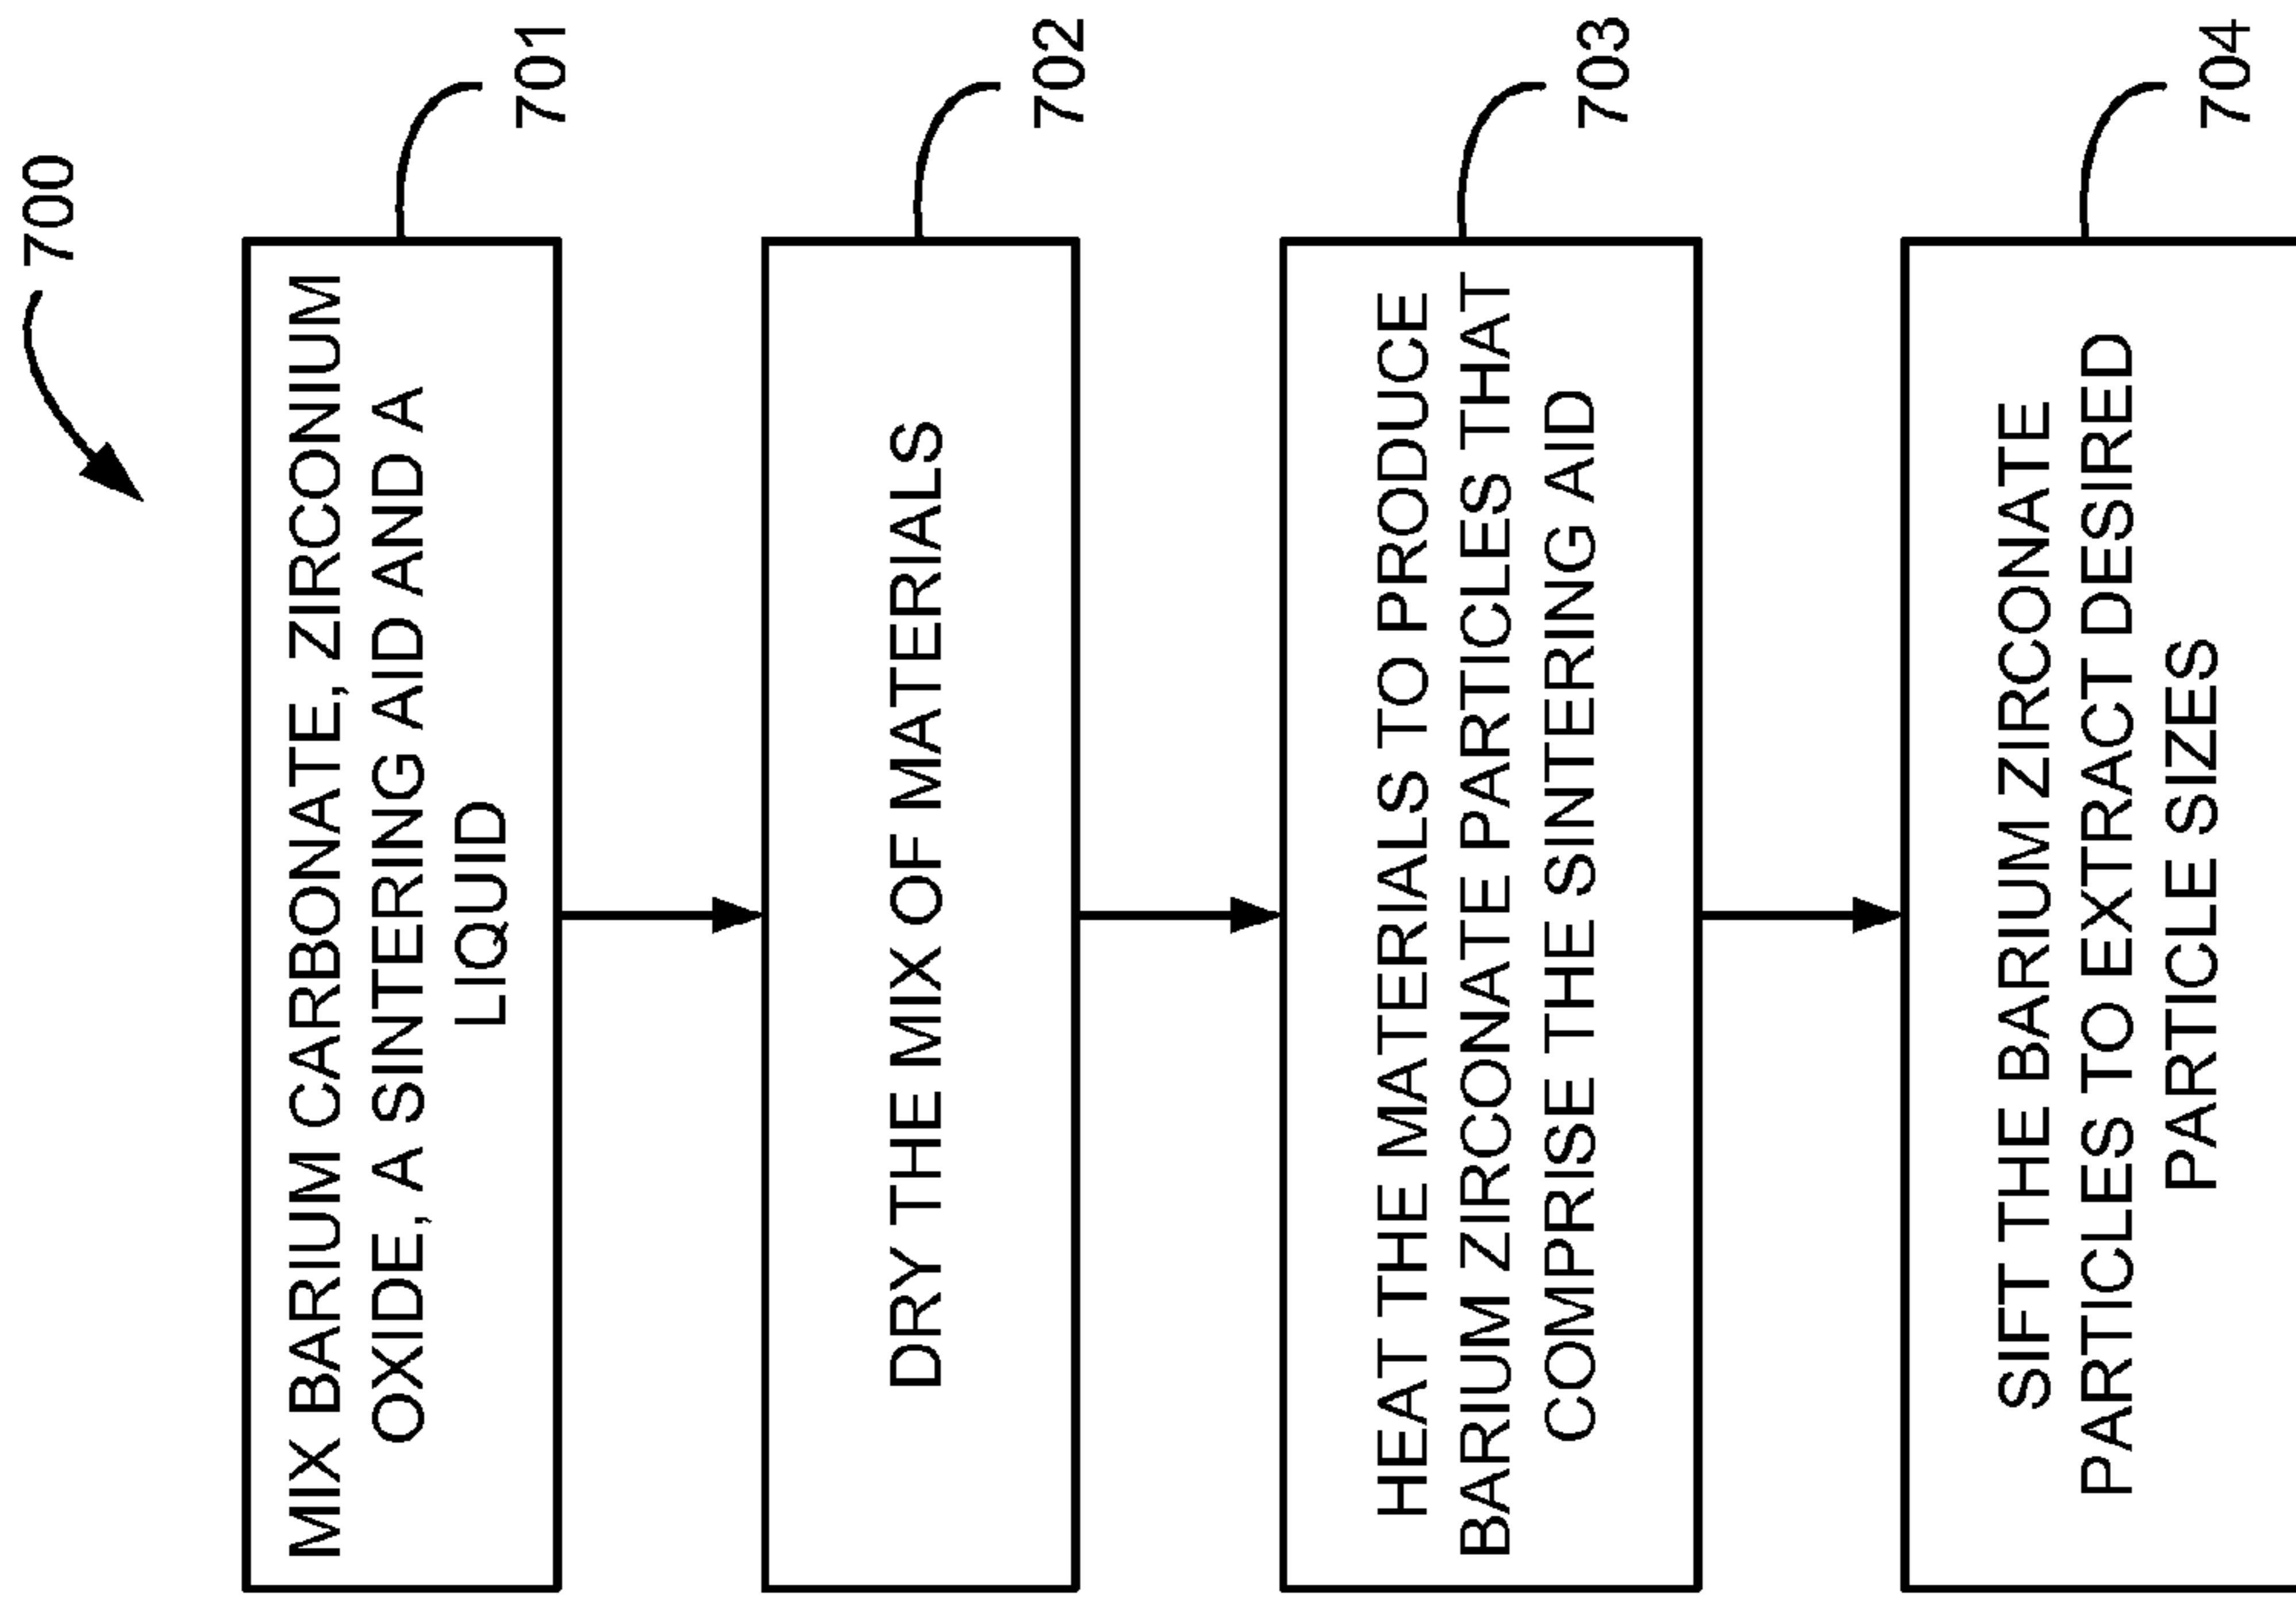 700
MIX BARIUM CARBONATE, ZIRCONIUM
OXIDE, A SINTERING AID AND A
LIQUID
701
DRY THE MIX OF MATERIALS
702
HEAT THE MATERIALS TO PRODUCE
BARIUM ZIRCONATE PARTICLES THAT
COMPRISE THE SINTERING AID
703
SIFT THE BARIUM ZIRCONATE
PARTICLES TO EXTRACT DESIRED
PARTICLE SIZES
704